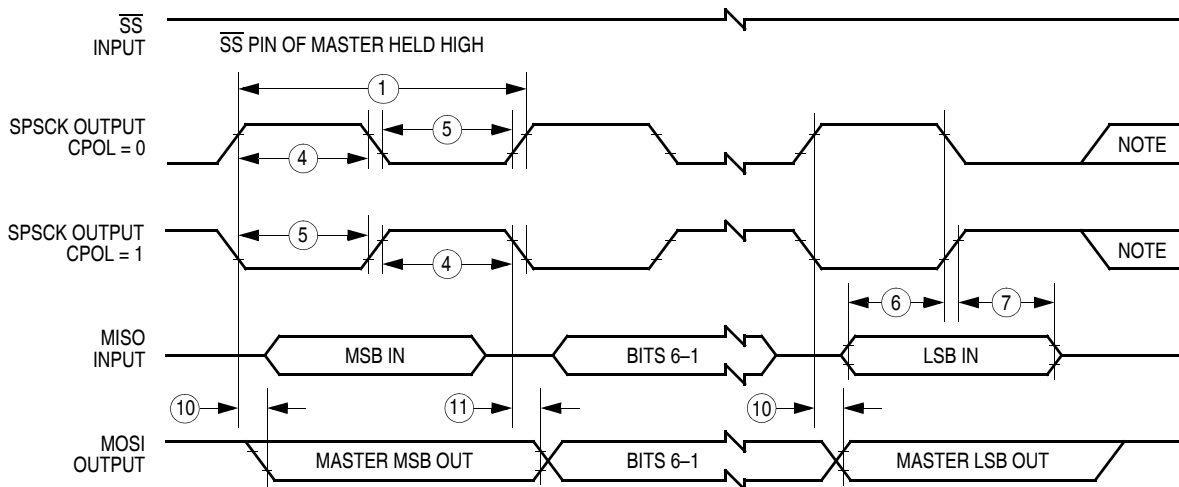 SS
INPUT
SS PIN OF MASTER HELD HIGH
1
SPSCK OUTPUT
CPOL = 0
5
4
NOTE
SPSCK OUTPUT
CPOL = 1
5
4
NOTE
6
7
MISO
INPUT
MSB IN
BITS 6–1
LSB IN
10
11
10
MOSI
OUTPUT
MASTER MSB OUT
BITS 6–1
MASTER LSB OUT